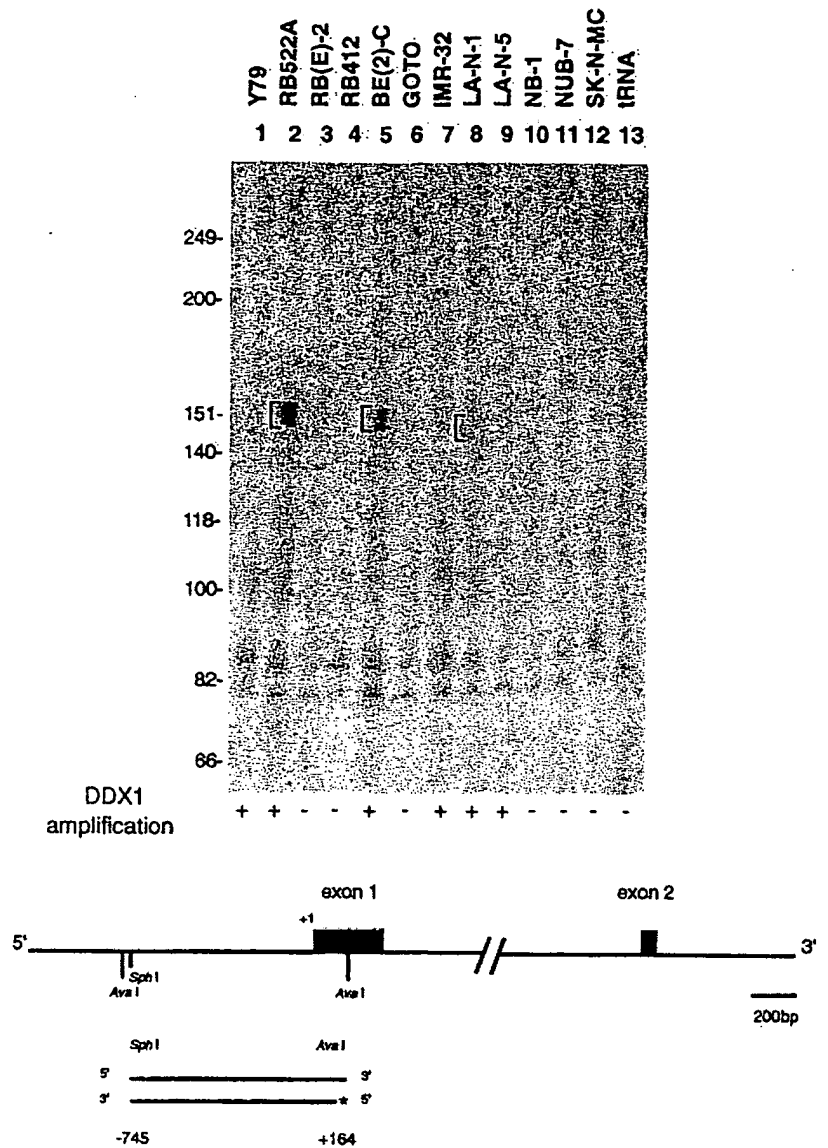 Y79
RB522A
RB(E)-2
RB412
BE(2)-C
GOTO
IMR-32
LA-N-1
LA-N-5
NB-1
NUB-7
SK-N-MC
tRNA
1 2 3 4 5 6 7 8 9 10 11 12 13
249-
200-
151-
140-
118-
100-
82-
66-
DDX1
amplification
+ + - - + - + + + - - - -
exon 1
exon 2
+1
5'
3'
Sph I
Ava I
Ava I
200bp
Sph I
Ava I
5'
3'
3'
* 5'
-745
+164